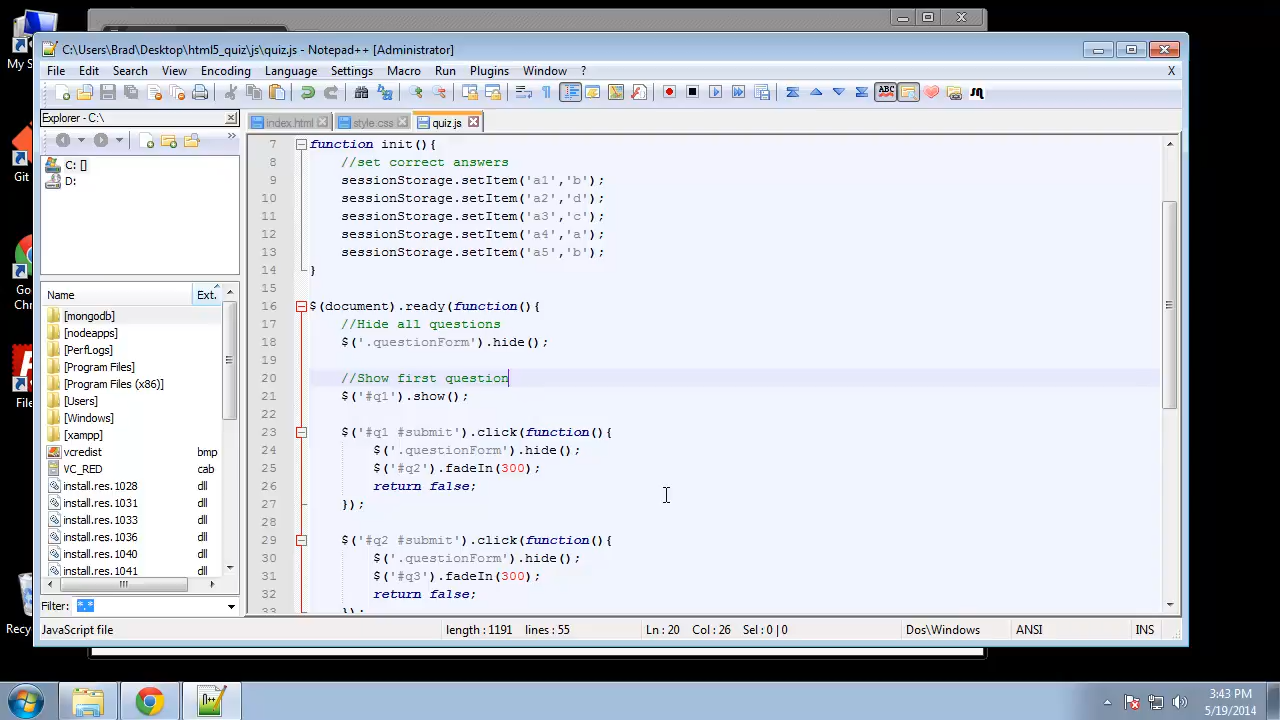 My S
Git
Go
Chr
File
Recy
C:\Users\Brad\Desktop\html5_quiz\js\quiz.js - Notepad++ [Administrator]
File Edit Search View Encoding Language Settings Macro Run Plugins Window ? X
Explorer - C:\
C: []
D:
Name Ext.
[mongodb]
[nodeapps]
[PerfLogs]
[Program Files]
[Program Files (x86)]
[Users]
[Windows]
[xampp]
vcredist bmp
VC_RED cab
install.res.1028 dll
install.res.1031 dll
install.res.1033 dll
install.res.1036 dll
install.res.1040 dll
install.res.1041 dll
Filter: *.*
index.html style.css quiz.js
7 function init(){
8 //set correct answers
9 sessionStorage.setItem('a1','b');
10 sessionStorage.setItem('a2','d');
11 sessionStorage.setItem('a3','c');
12 sessionStorage.setItem('a4','a');
13 sessionStorage.setItem('a5','b');
14 }
15
16 $(document).ready(function(){
17 //Hide all questions
18 $('.questionForm').hide();
19
20 //Show first question
21 $('#q1').show();
22
23 $('#q1 #submit').click(function(){
24 $('.questionForm').hide();
25 $('#q2').fadeIn(300);
26 return false;
27 });
28
29 $('#q2 #submit').click(function(){
30 $('.questionForm').hide();
31 $('#q3').fadeIn(300);
32 return false;
33 });
JavaScript file length : 1191 lines : 55 Ln : 20 Col : 26 Sel : 0 | 0 Dos\Windows ANSI INS
3:43 PM
5/19/2014